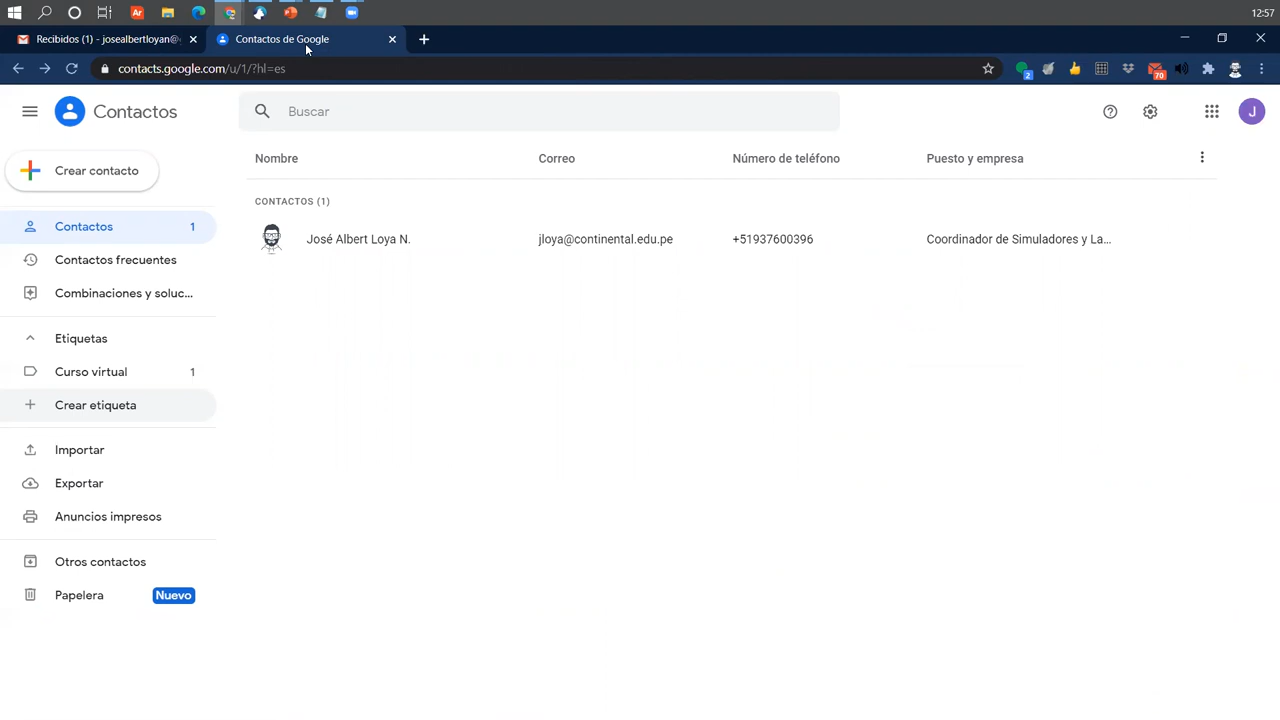 Ar
12:57
Recibidos (1) - josealbertloyan@
Contactos de Google
contacts.google.com/u/1/?hl=es
2
70
Contactos
Buscar
J
Crear contacto
Nombre
Correo
Número de teléfono
Puesto y empresa
CONTACTOS (1)
Contactos
1
José Albert Loya N.
jloya@continental.edu.pe
+51937600396
Coordinador de Simuladores y La...
Contactos frecuentes
Combinaciones y soluc...
Etiquetas
Curso virtual
1
Crear etiqueta
Importar
Exportar
Anuncios impresos
Otros contactos
Papelera
Nuevo